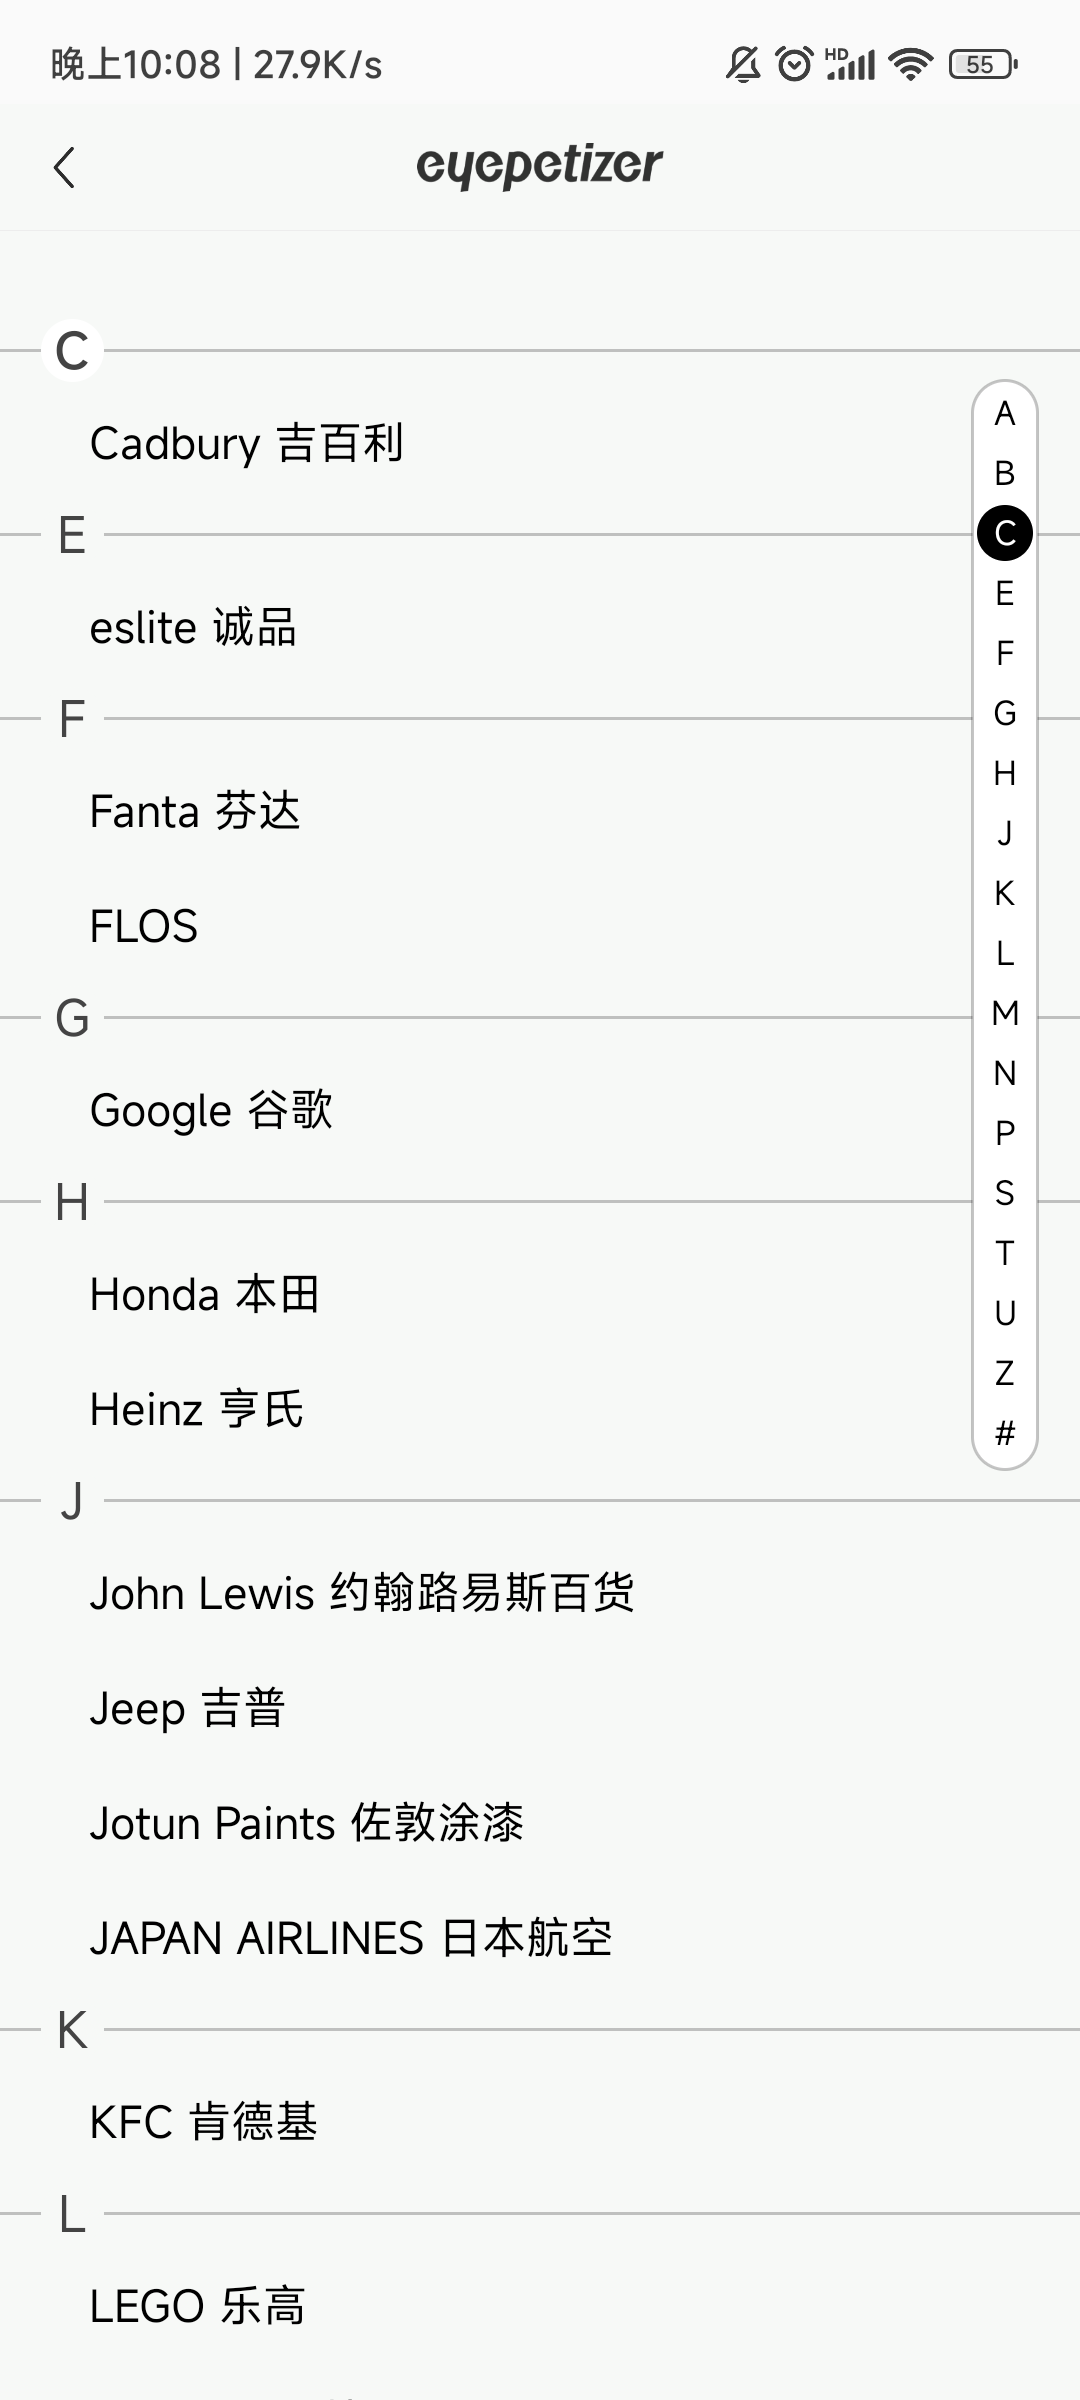 晚上10:08 | 27.9K/s HD 55
eyepetizer
C
Cadbury 吉百利
E
eslite 诚品
F
Fanta 芬达
FLOS
G
Google 谷歌
H
Honda 本田
Heinz 亨氏
J
John Lewis 约翰路易斯百货
Jeep 吉普
Jotun Paints 佐敦涂漆
JAPAN AIRLINES 日本航空
K
KFC 肯德基
L
LEGO 乐高
A
B
C
E
F
G
H
J
K
L
M
N
P
S
T
U
Z
#